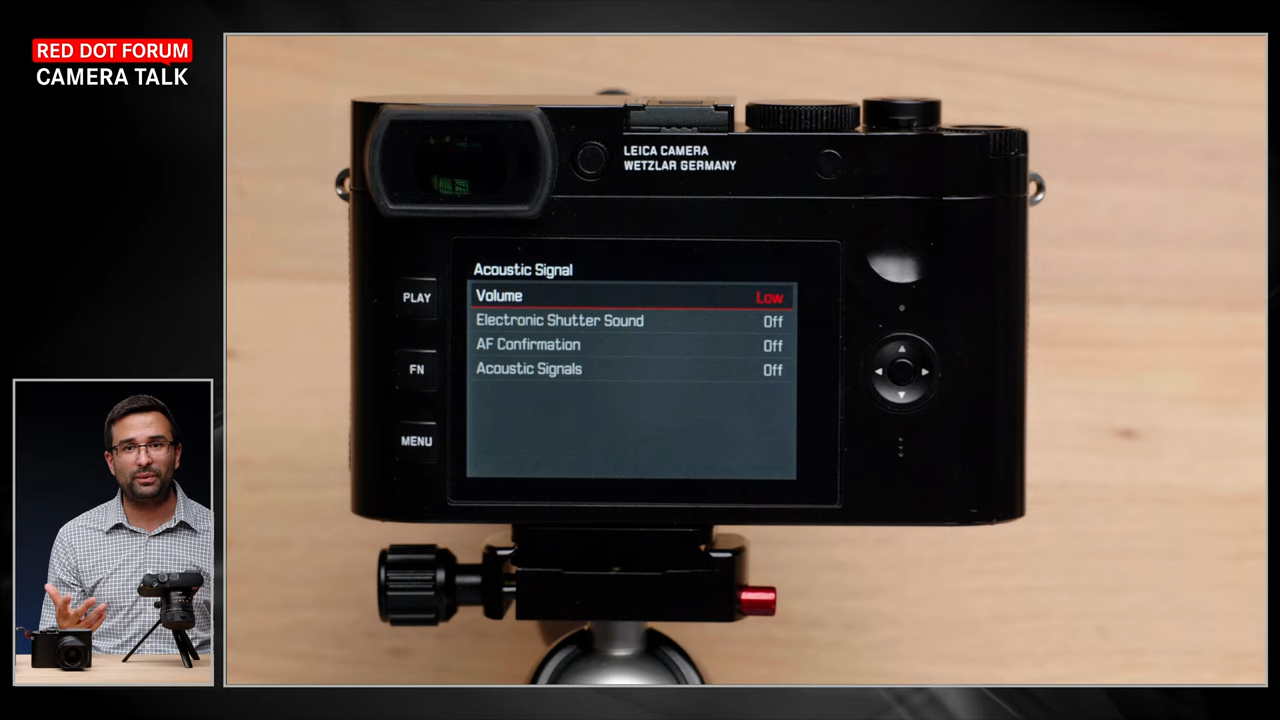 RED DOT FORUM
CAMERA TALK
LEICA CAMERA
WETZLAR GERMANY
PLAY
FN
MENU
Acoustic Signal
Volume Low
Electronic Shutter Sound Off
AF Confirmation Off
Acoustic Signals Off